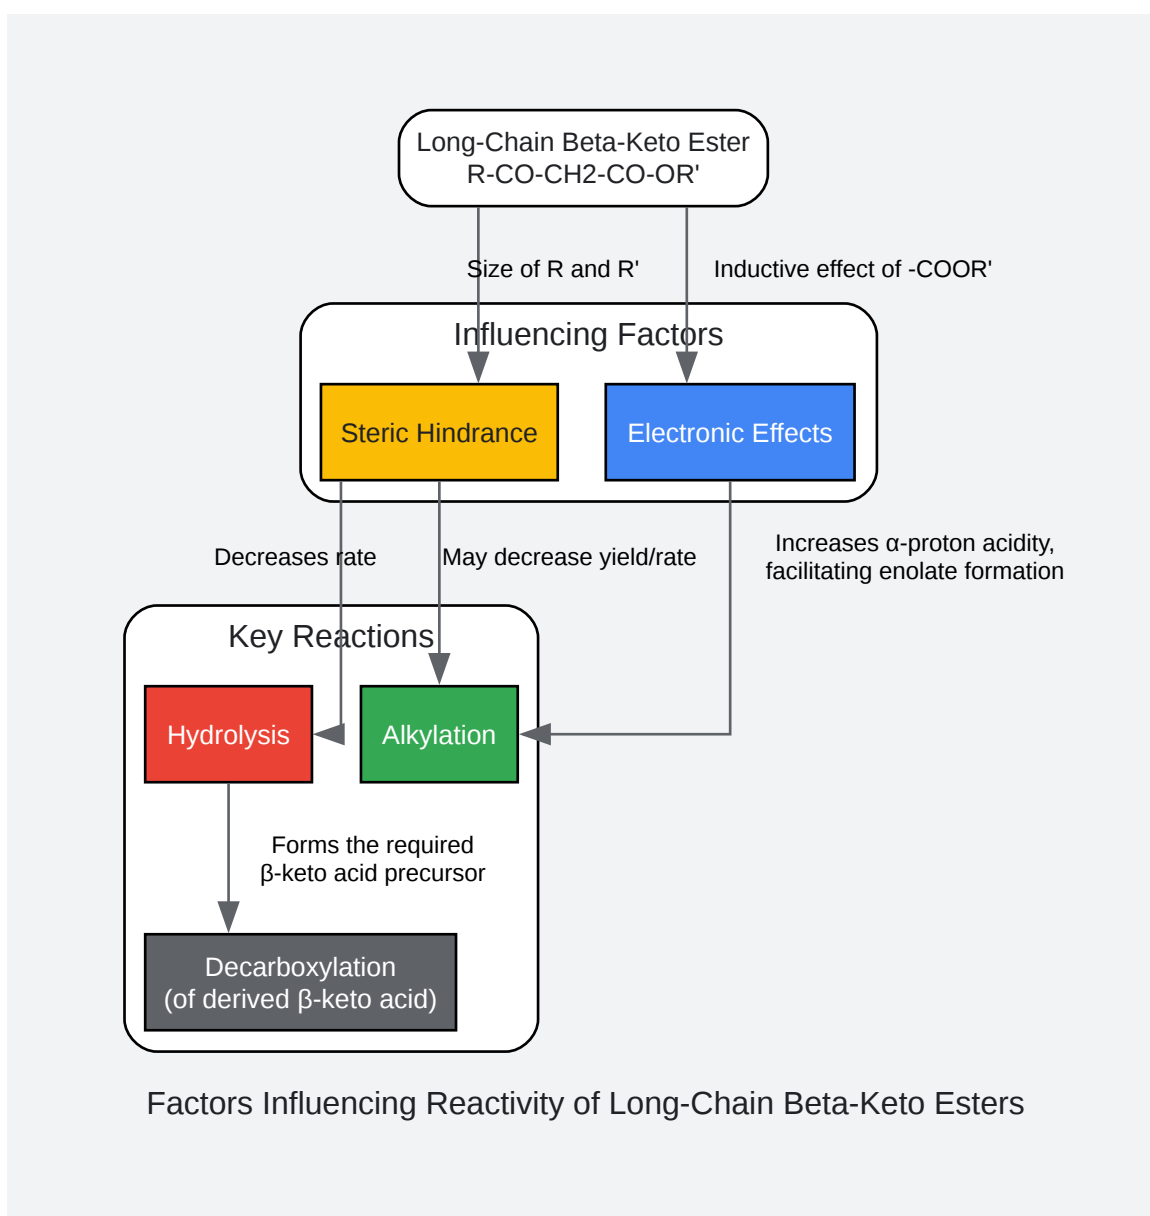 Long-Chain Beta-Keto Ester
R-CO-CH2-CO-OR'
Size of R and R'
Inductive effect of -COOR'
Influencing Factors
Steric Hindrance
Electronic Effects
Decreases rate
May decrease yield/rate
Increases α-proton acidity,
facilitating enolate formation
Key Reactions
Hydrolysis
Alkylation
Forms the required
β-keto acid precursor
Decarboxylation
(of derived β-keto acid)
Factors Influencing Reactivity of Long-Chain Beta-Keto Esters